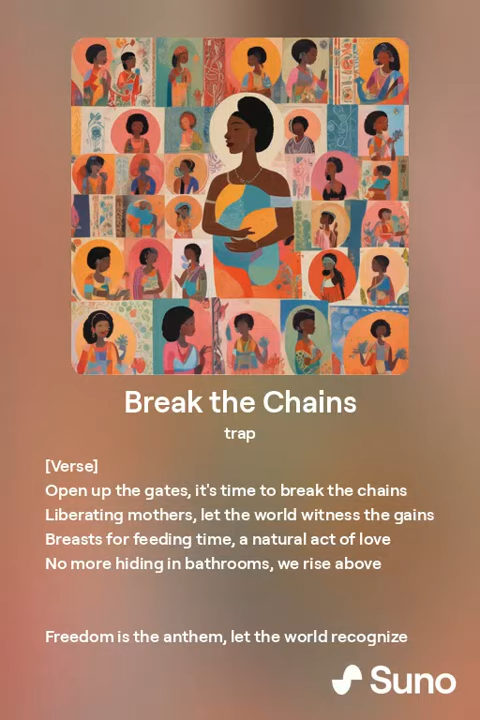 Break the Chains
trap
[Verse]
Open up the gates, it's time to break the chains
Liberating mothers, let the world witness the gains
Breasts for feeding time, a natural act of love
No more hiding in bathrooms, we rise above
Freedom is the anthem, let the world recognize
Suno